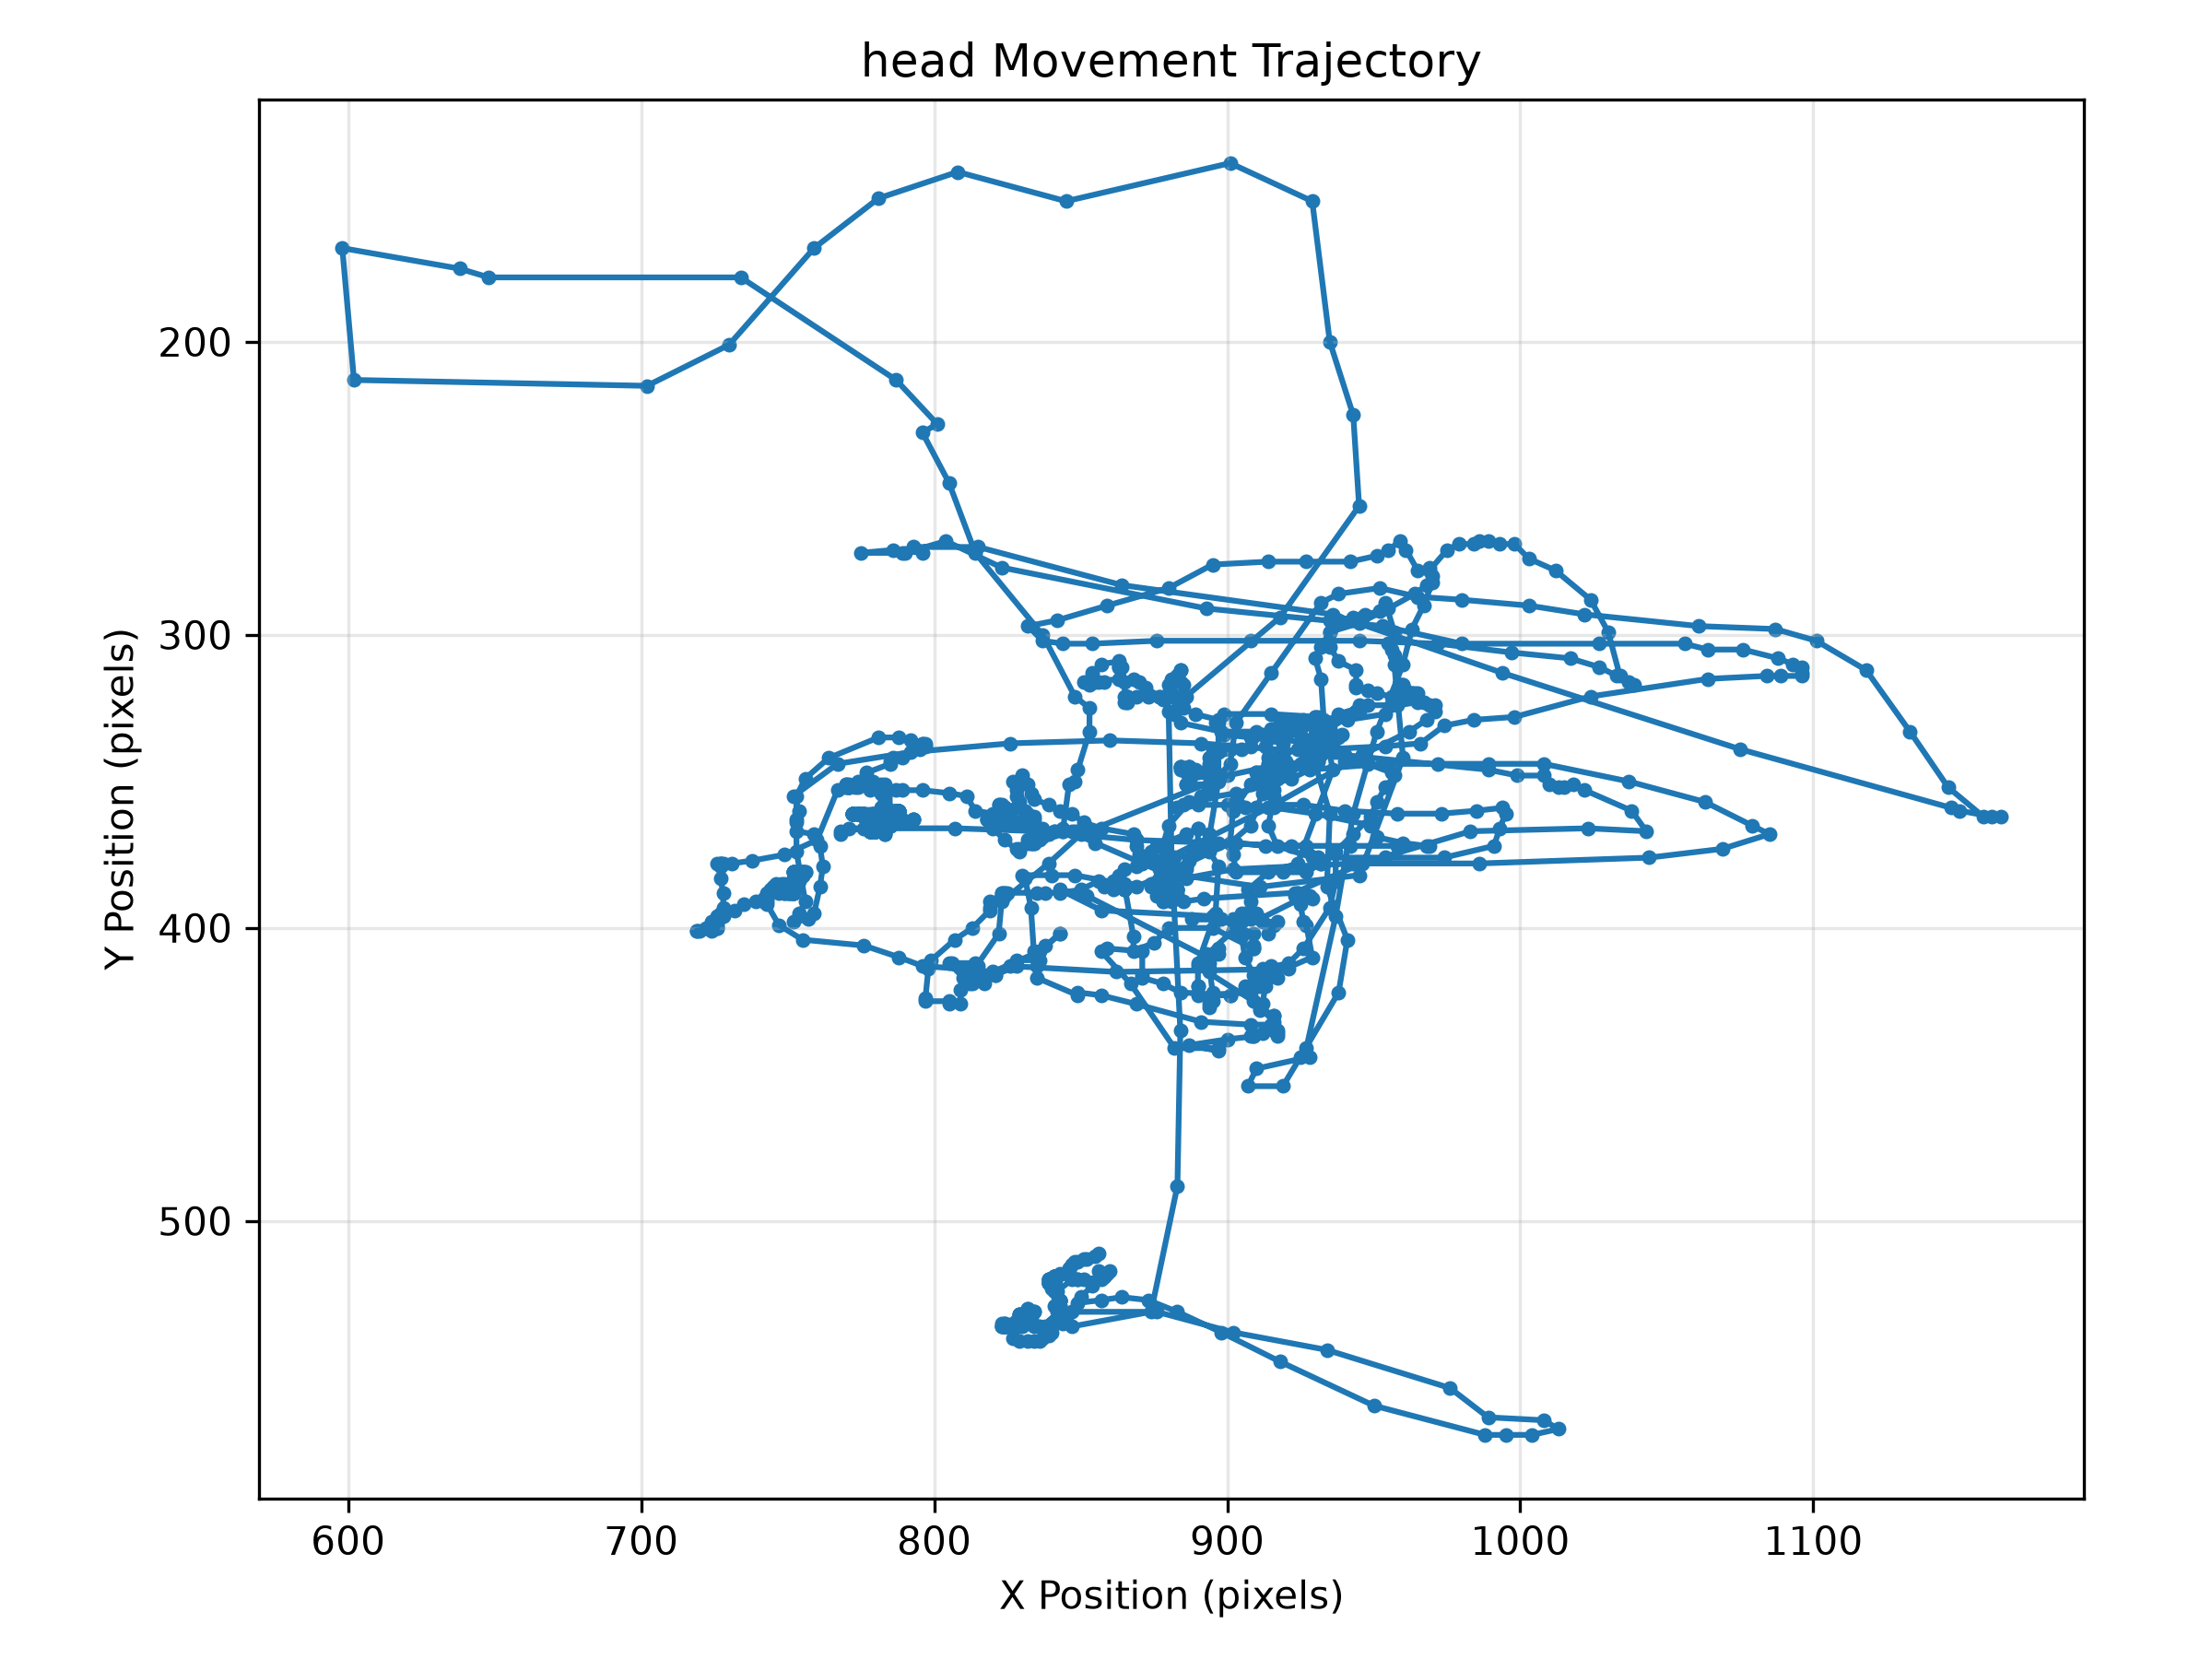 head Movement Trajectory
200
300
400
500
Y Position (pixels)
600 700 800 900 1000 1100
X Position (pixels)